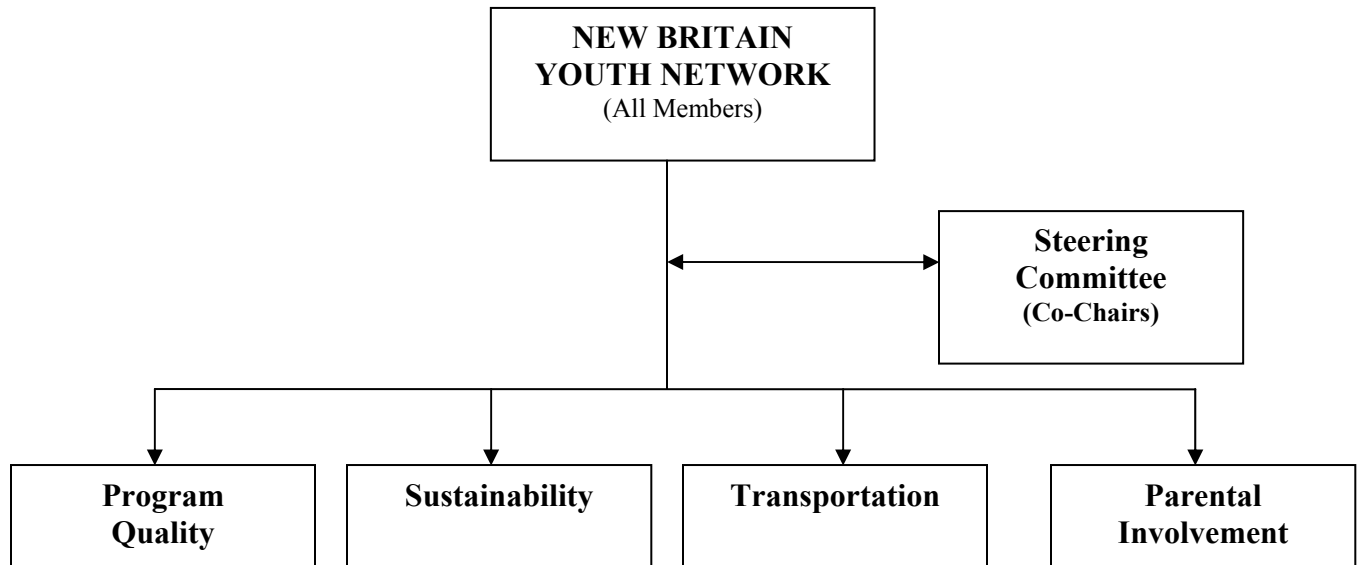 NEW BRITAIN
YOUTH NETWORK
(All Members)
Steering
Committee
(Co-Chairs)
Program
Quality
Sustainability
Transportation
Parental
Involvement